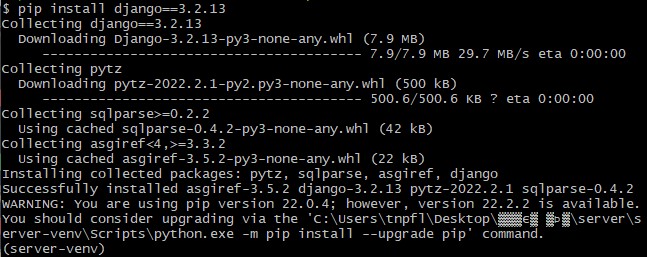 $ pip install django==3.2.13
Collecting django==3.2.13
Downloading Django-3.2.13-py3-none-any.whl (7.9 MB)
---------------------------------------- 7.9/7.9 MB 29.7 MB/s eta 0:00:00
Collecting pytz
Downloading pytz-2022.2.1-py2.py3-none-any.whl (500 kB)
---------------------------------------- 500.6/500.6 KB ? eta 0:00:00
Collecting sqlparse>=0.2.2
Using cached sqlparse-0.4.2-py3-none-any.whl (42 kB)
Collecting asgiref<4,>=3.3.2
Using cached asgiref-3.5.2-py3-none-any.whl (22 kB)
Installing collected packages: pytz, sqlparse, asgiref, django
Successfully installed asgiref-3.5.2 django-3.2.13 pytz-2022.2.1 sqlparse-0.4.2
WARNING: You are using pip version 22.0.4; however, version 22.2.2 is available.
You should consider upgrading via the 'C:\Users\tnpfl\Desktop\ \server\s
erver-venv\Scripts\python.exe -m pip install --upgrade pip' command.
(server-venv)